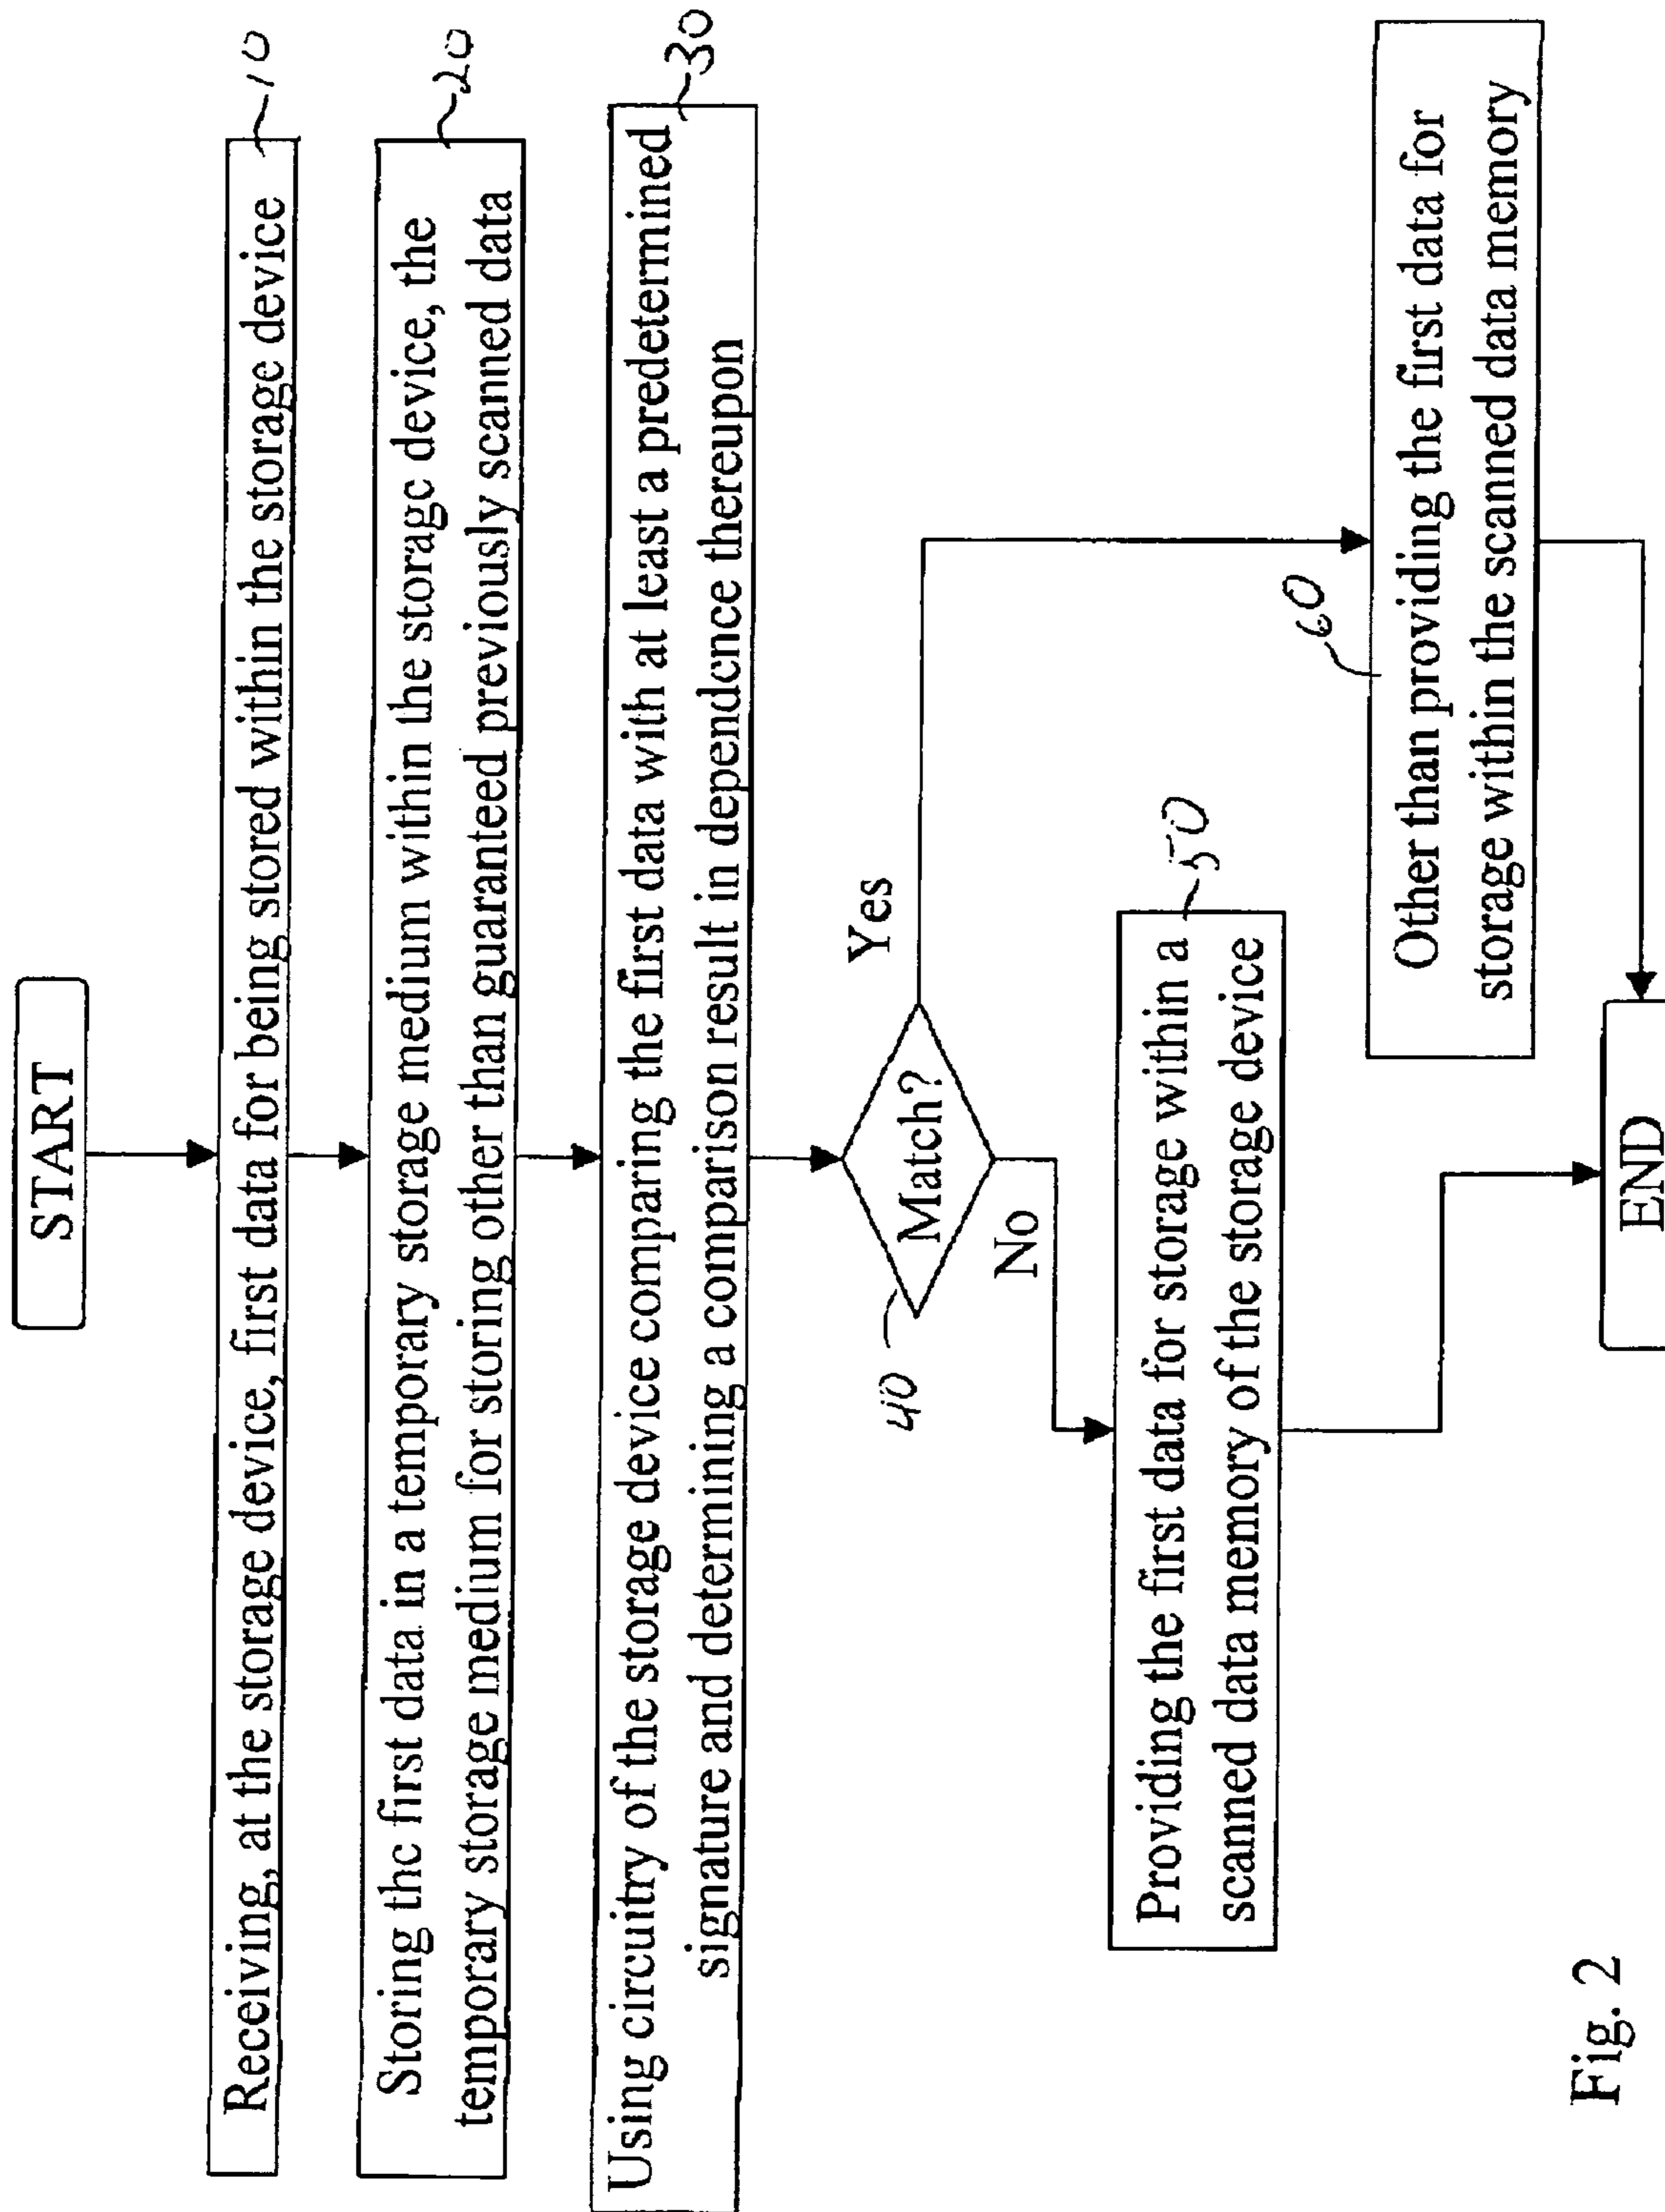 START
Receiving, at the storage device, first data for being stored within the storage device
10
Storing the first data in a temporary storage medium within the storage device, the
temporary storage medium for storing other than guaranteed previously scanned data
20
Using circuitry of the storage device comparing the first data with at least a predetermined
signature and determining a comparison result in dependence thereupon
30
Match?
40
Yes
No
Providing the first data for storage within a
scanned data memory of the storage device
50
Other than providing the first data for
storage within the scanned data memory
60
END
Fig. 2